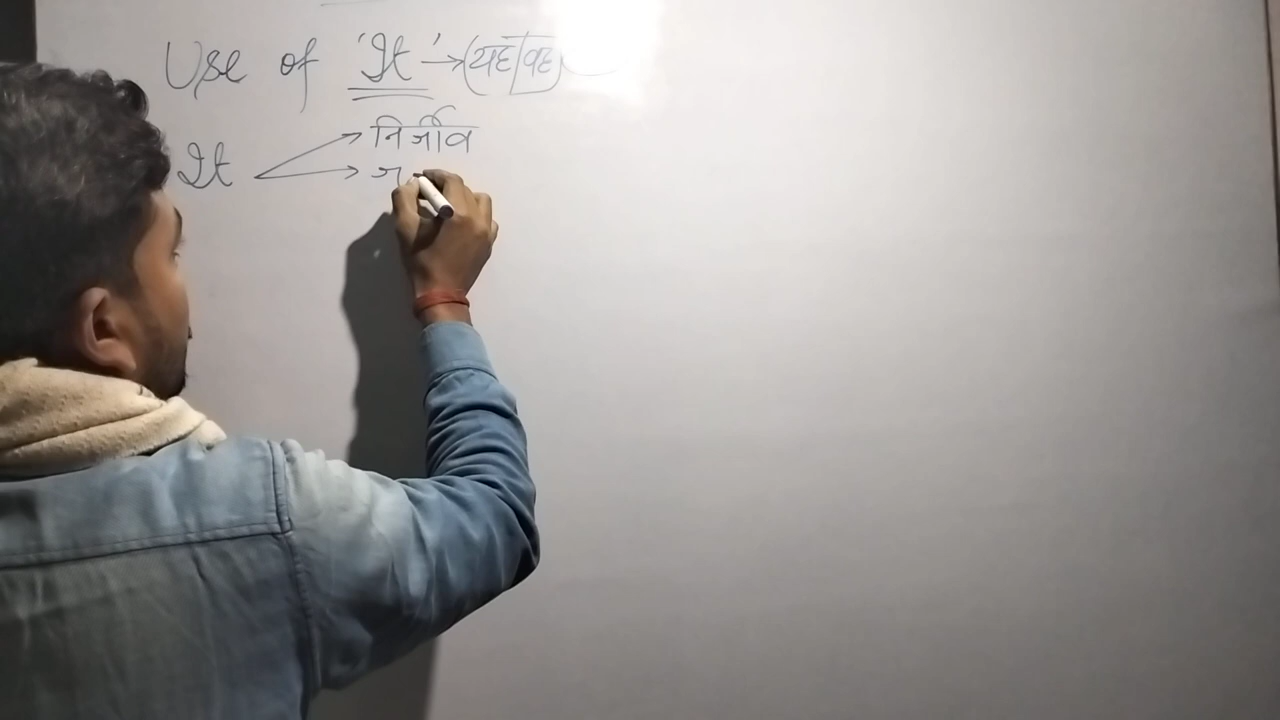 Use of 'It' → (यह/वह)
It → निर्जीव